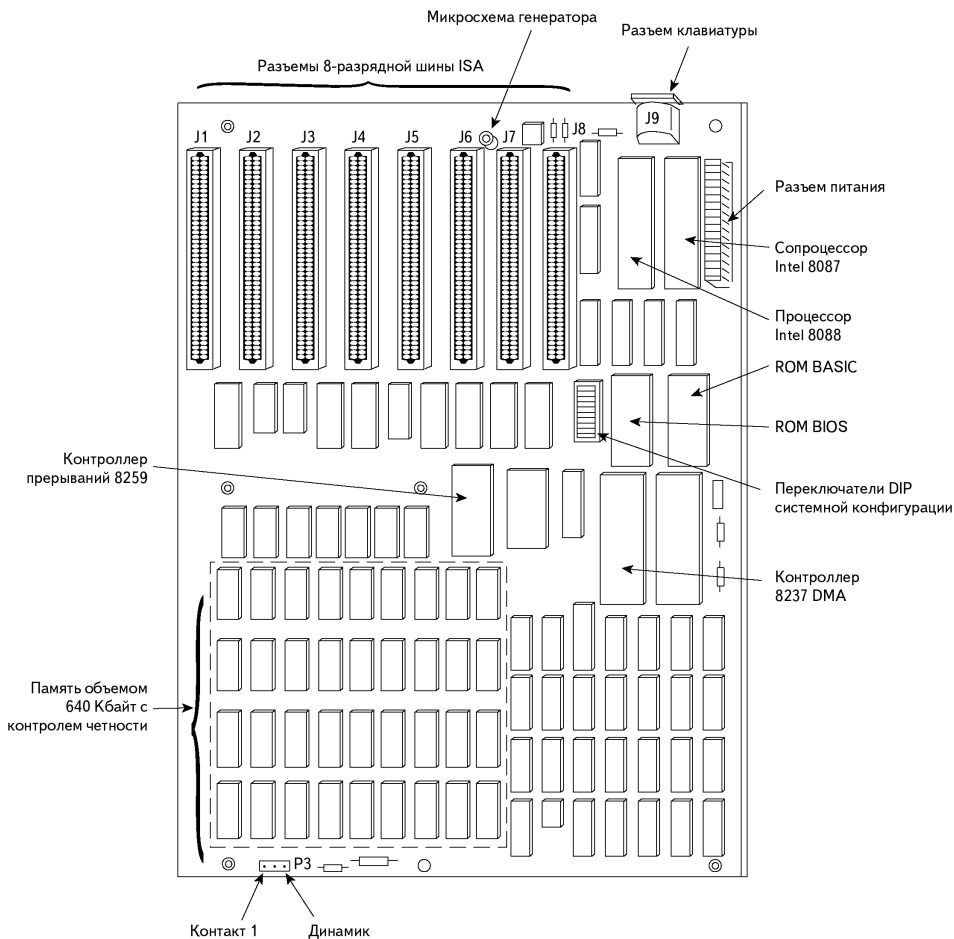 Микросхема генератора
Разъем клавиатуры
Разъемы 8-разрядной шины ISA
J1 J2 J3 J4 J5 J6 J7 J8 J9
Разъем питания
Сопроцессор
Intel 8087
Процессор
Intel 8088
ROM BASIC
ROM BIOS
Контроллер
прерываний 8259
Переключатели DIP
системной конфигурации
Контроллер
8237 DMA
Память объемом
640 Кбайт с
контролем четности
P3
Контакт 1
Динамик